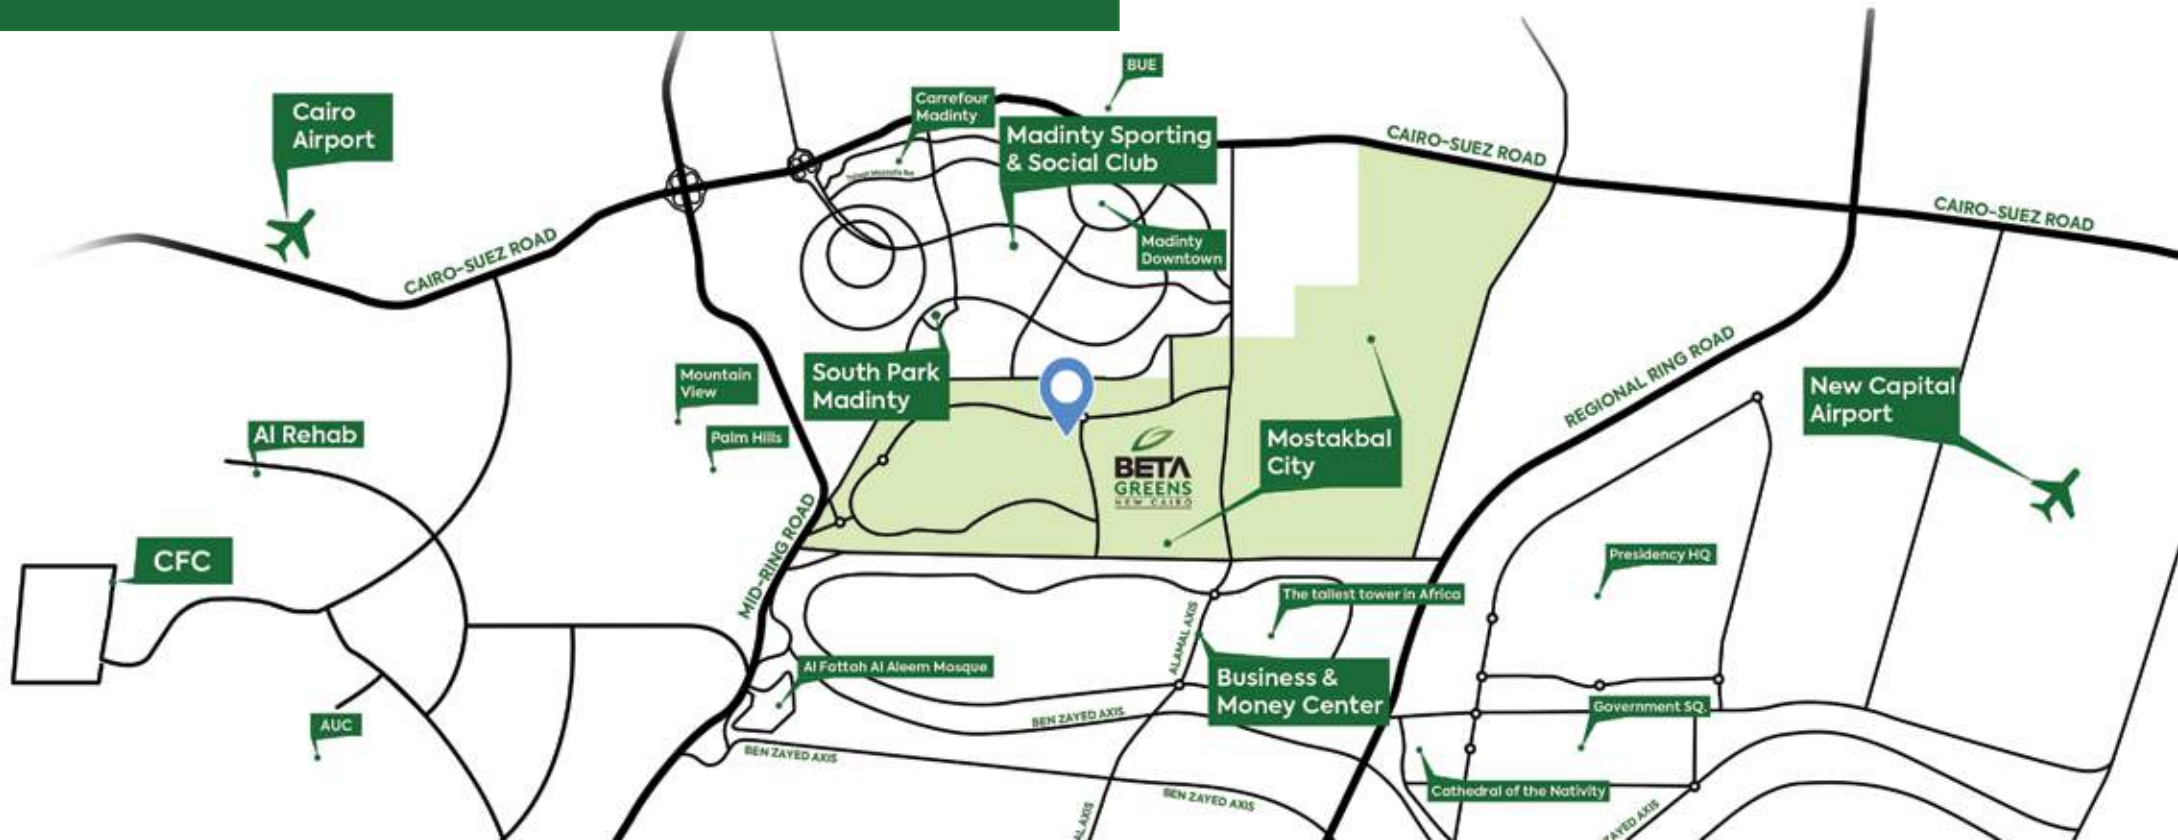 BUE
Carrefour
Madinty
Cairo
Airport
Madinty Sporting
& Social Club
CAIRO-SUEZ ROAD
CAIRO-SUEZ ROAD
CAIRO-SUEZ ROAD
Madinty
Downtown
South Park
Madinty
Mountain
View
Palm Hills
REGIONAL RING ROAD
New Capital
Airport
Al Rehab
Mostakbal
City
BETA
GREENS
NEW CAIRO
MID-RING ROAD
CFC
Presidency HQ
The tallest tower in Africa
ALAMAL AXIS
Al Fattah Al Aleem Mosque
Business &
Money Center
AUC
BEN ZAYED AXIS
Government SQ.
BEN ZAYED AXIS
BEN ZAYED AXIS
Cathedral of the Nativity
AL AXIS
ZAYED AXIS